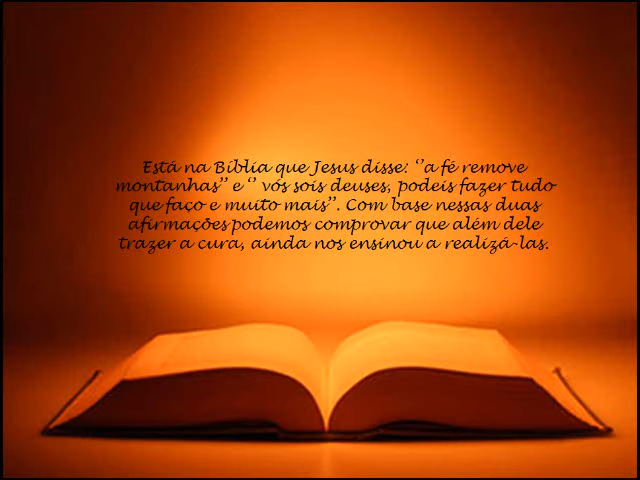 Está na Bíblia que Jesus disse: “a fé remove
montanhas” e “ vós sois deuses, podeis fazer tudo
que faço e muito mais”. Com base nessas duas
afirmações podemos comprovar que além dele
trazer a cura, ainda nos ensinou a realizá-las.